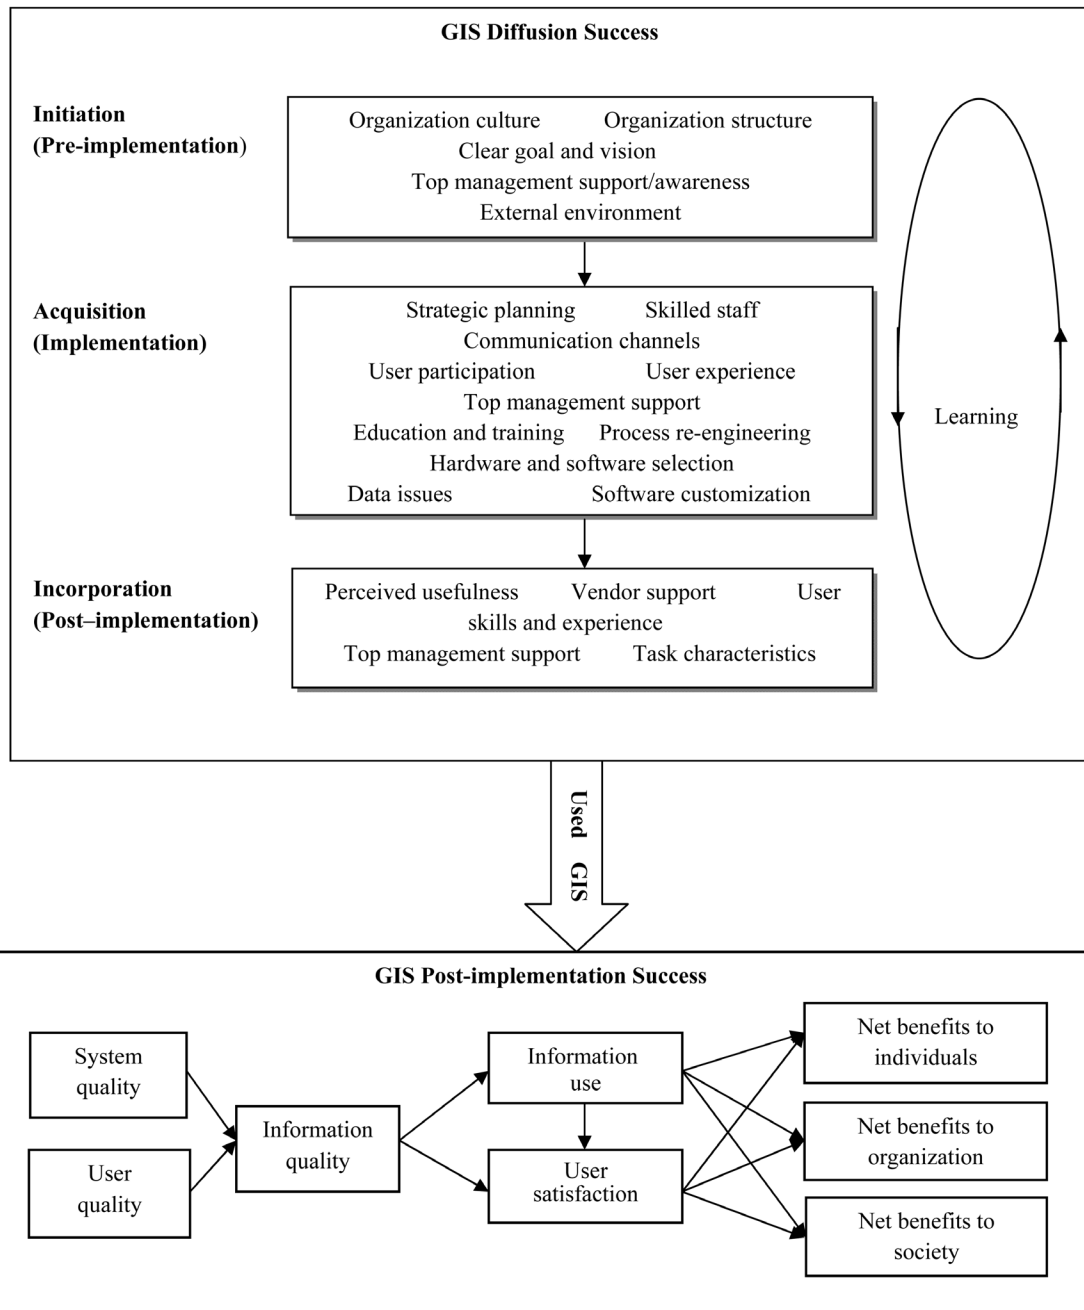 GIS Diffusion Success
Initiation
(Pre-implementation)
Organization culture Organization structure
Clear goal and vision
Top management support/awareness
External environment
Acquisition
(Implementation)
Strategic planning Skilled staff
Communication channels
User participation User experience
Top management support
Education and training Process re-engineering
Hardware and software selection
Data issues Software customization
Learning
Incorporation
(Post–implementation)
Perceived usefulness Vendor support User
skills and experience
Top management support Task characteristics
Used GIS
GIS Post-implementation Success
System
quality
User
quality
Information
quality
Information
use
User
satisfaction
Net benefits to
individuals
Net benefits to
organization
Net benefits to
society